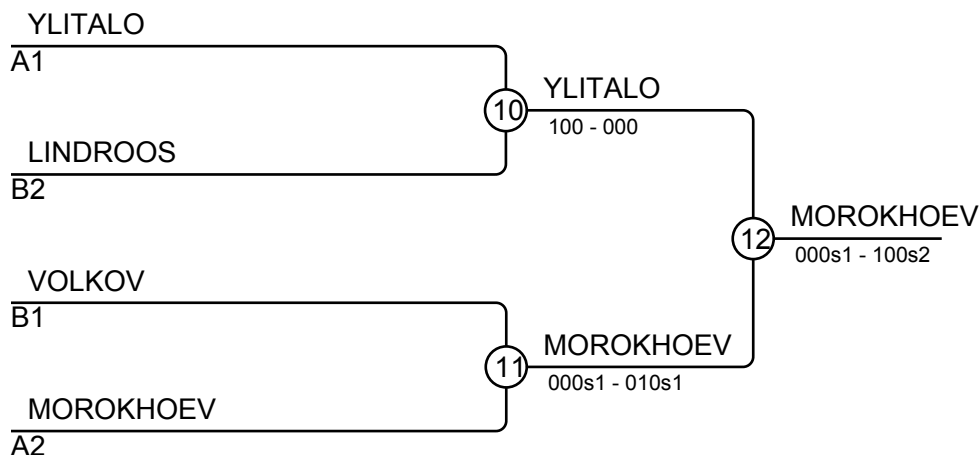 YLITALO
A1
10
YLITALO
100 - 000
LINDROOS
B2
12
MOROKHOEV
000s1 - 100s2
VOLKOV
B1
11
MOROKHOEV
000s1 - 010s1
MOROKHOEV
A2